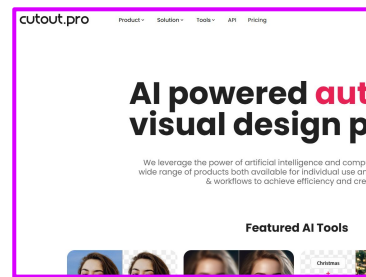 cutout.pro
Product Solution Tools API Pricing
AI powered aut
visual design p
We leverage the power of artificial intelligence and comp
wide range of products both available for individual use an
& workflows to achieve efficiency and cre
Featured AI Tools
Christmas